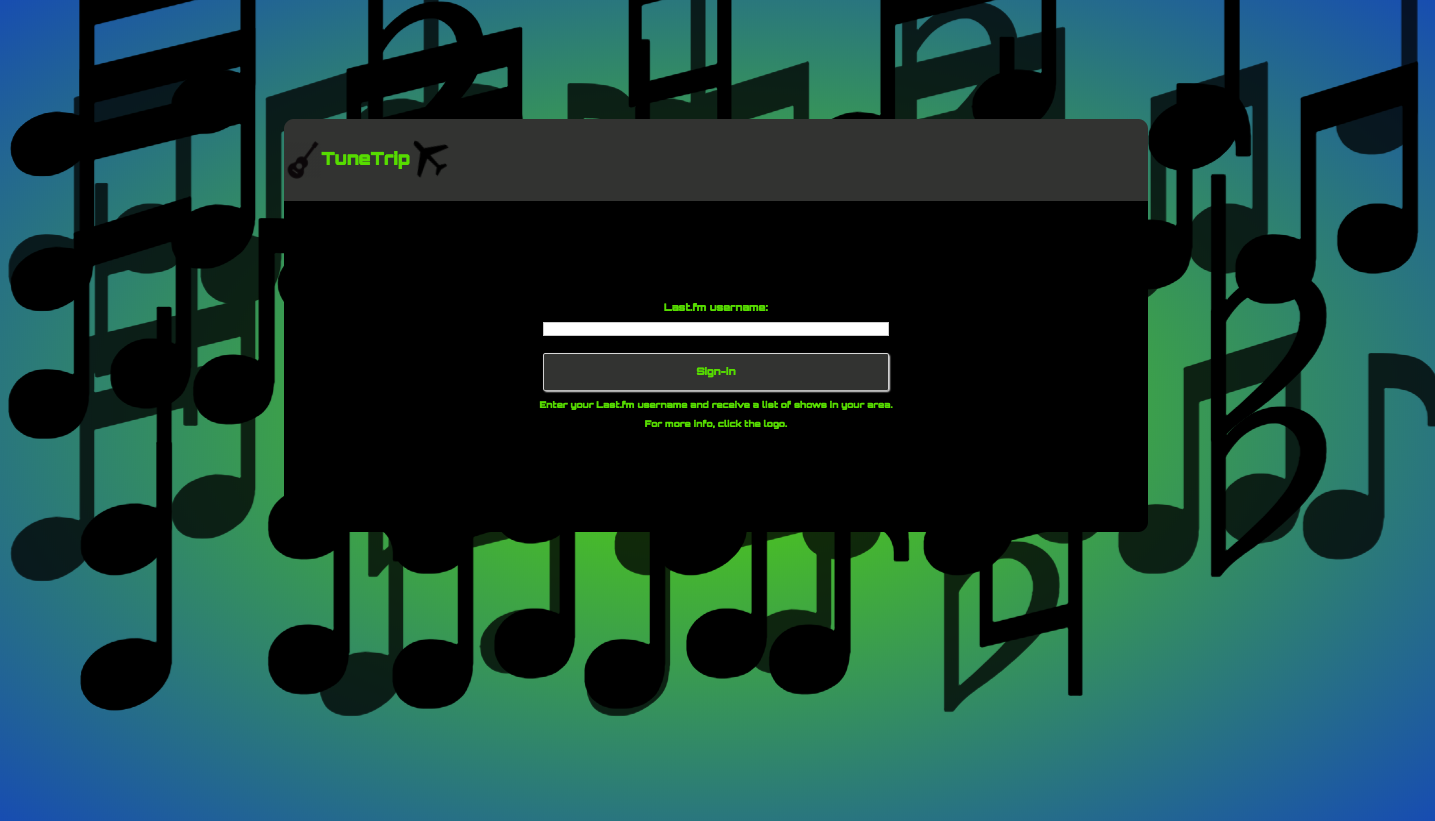 TuneTrip
Last.fm username:
Sign-in
Enter your Last.fm username and receive a list of shows in your area.
For more info, click the logo.